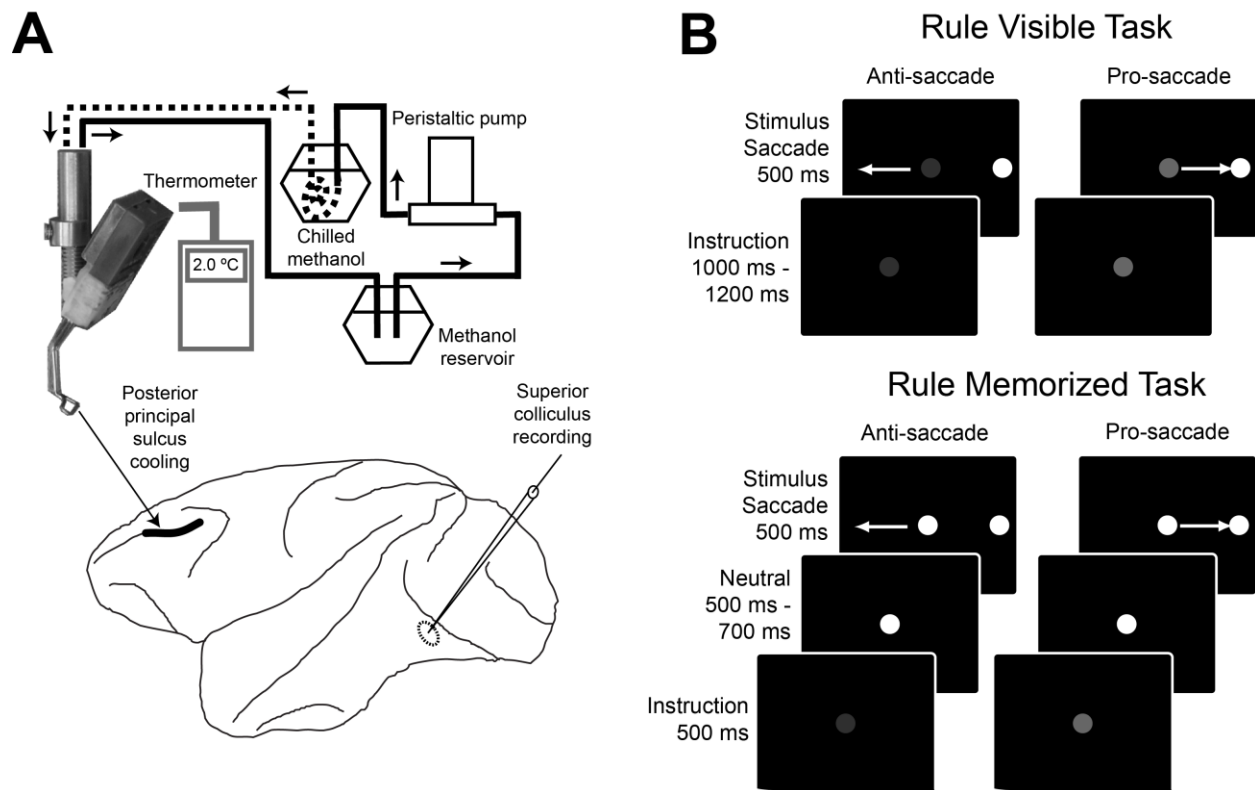 A
Peristaltic pump
Thermometer
2.0 ºC
Chilled
methanol
Methanol
reservoir
Posterior
principal
sulcus
cooling
Superior
colliculus
recording
B
Rule Visible Task
Anti-saccade
Pro-saccade
Stimulus
Saccade
500 ms
Instruction
1000 ms -
1200 ms
Rule Memorized Task
Anti-saccade
Pro-saccade
Stimulus
Saccade
500 ms
Neutral
500 ms -
700 ms
Instruction
500 ms